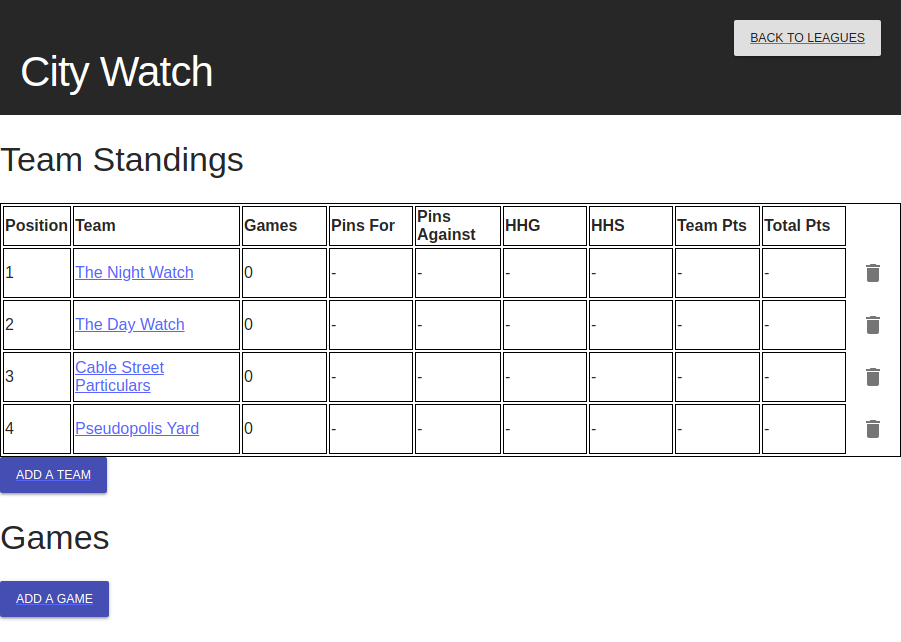 BACK TO LEAGUES
City Watch
Team Standings
Position Team Games Pins For Pins Against HHG HHS Team Pts Total Pts
1 The Night Watch 0 - - - - - -
2 The Day Watch 0 - - - - - -
3 Cable Street Particulars 0 - - - - - -
4 Pseudopolis Yard 0 - - - - - -
ADD A TEAM
Games
ADD A GAME